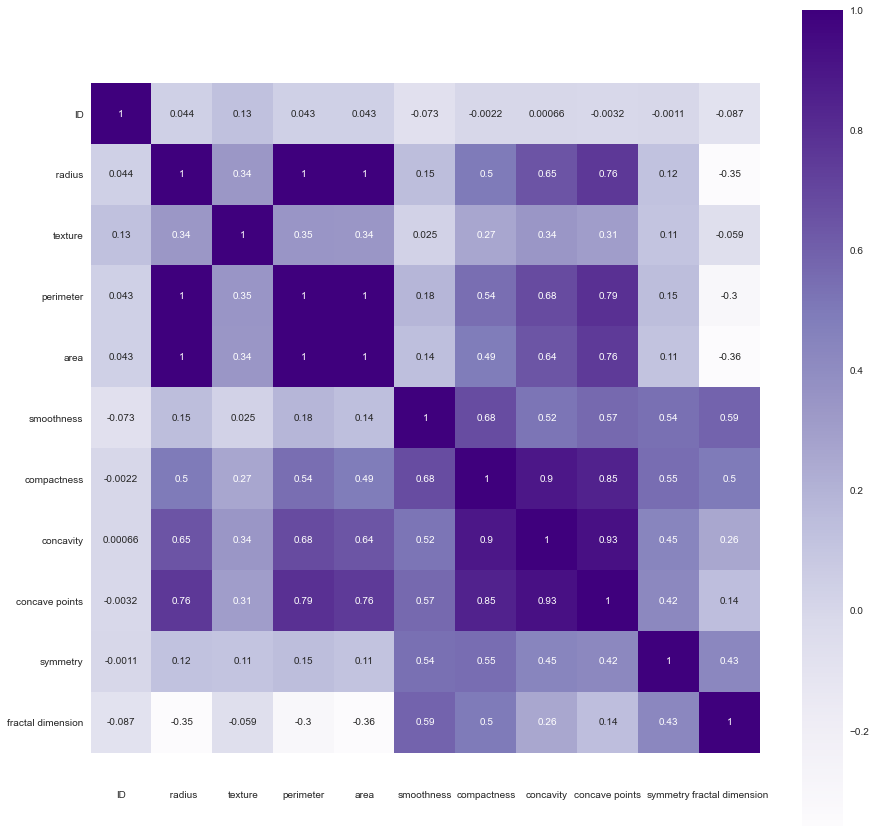 1.0
ID 1 0.044 0.13 0.043 0.043 -0.073 -0.0022 0.00066 -0.0032 -0.0011 -0.087
0.8
radius 0.044 1 0.34 1 1 0.15 0.5 0.65 0.76 0.12 -0.35
texture 0.13 0.34 1 0.35 0.34 0.025 0.27 0.34 0.31 0.11 -0.059
0.6
perimeter 0.043 1 0.35 1 1 0.18 0.54 0.68 0.79 0.15 -0.3
area 0.043 1 0.34 1 1 0.14 0.49 0.64 0.76 0.11 -0.36
0.4
smoothness -0.073 0.15 0.025 0.18 0.14 1 0.68 0.52 0.57 0.54 0.59
compactness -0.0022 0.5 0.27 0.54 0.49 0.68 1 0.9 0.85 0.55 0.5
0.2
concavity 0.00066 0.65 0.34 0.68 0.64 0.52 0.9 1 0.93 0.45 0.26
concave points -0.0032 0.76 0.31 0.79 0.76 0.57 0.85 0.93 1 0.42 0.14
0.0
symmetry -0.0011 0.12 0.11 0.15 0.11 0.54 0.55 0.45 0.42 1 0.43
fractal dimension -0.087 -0.35 -0.059 -0.3 -0.36 0.59 0.5 0.26 0.14 0.43 1
−0.2
ID radius texture perimeter area smoothness compactness concavity concave points symmetry fractal dimension